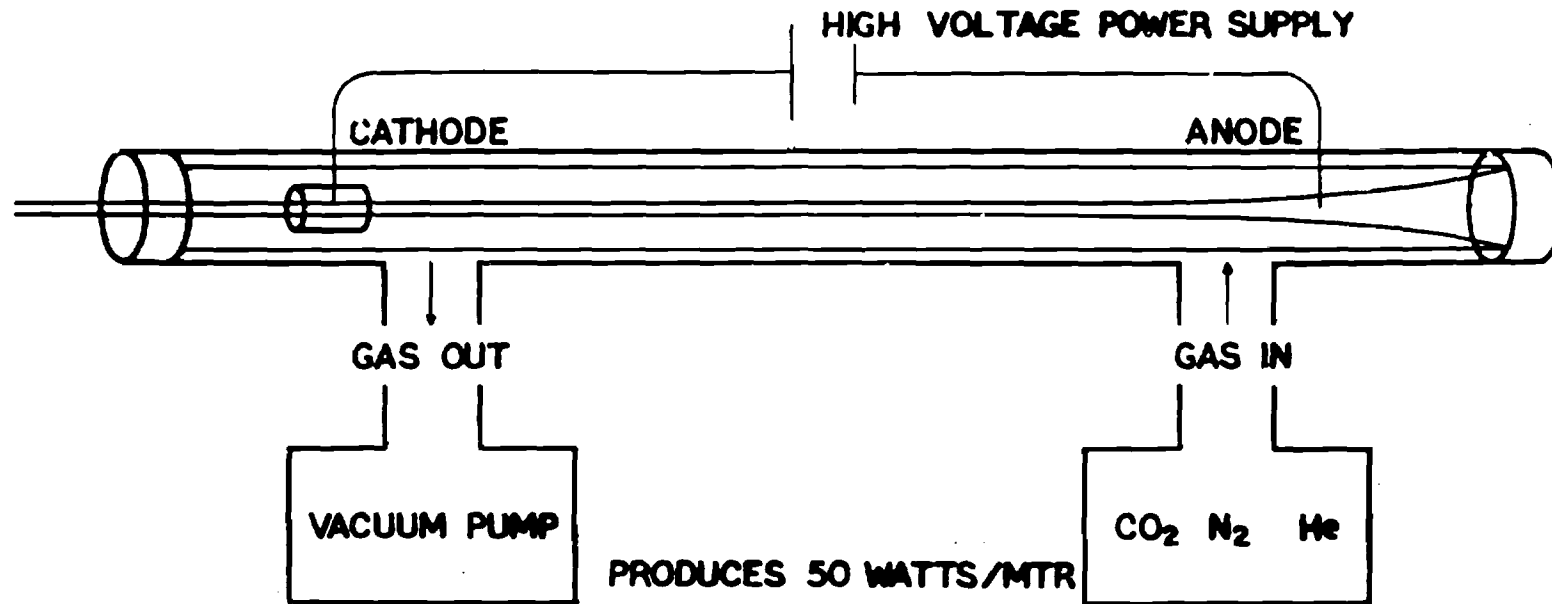 HIGH VOLTAGE POWER SUPPLY
CATHODE
ANODE
GAS OUT
GAS IN
VACUUM PUMP
CO₂ N₂ He
PRODUCES 50 WATTS/MTR